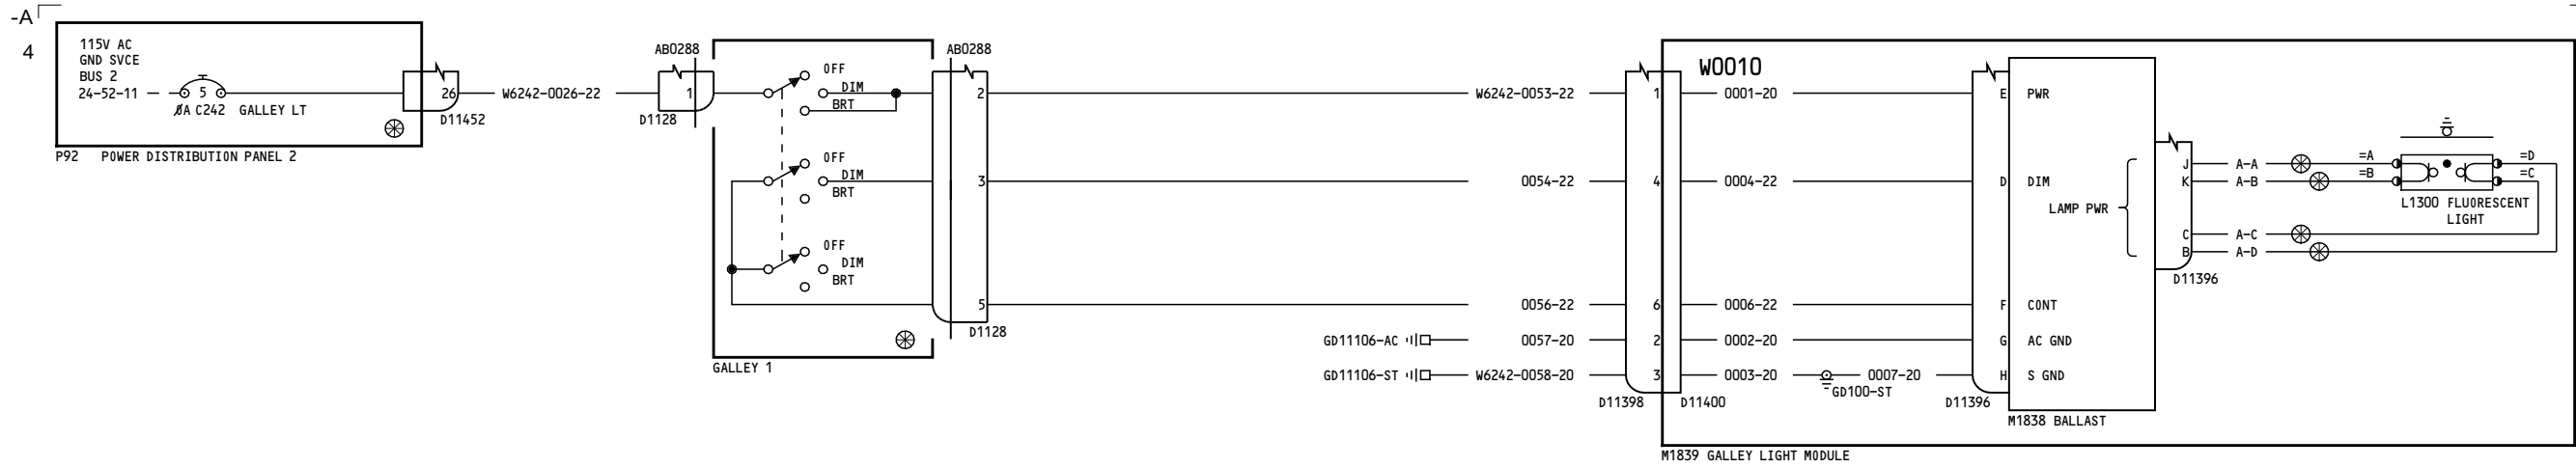 -A
4
115V AC
GND SVCE
BUS 2
24-52-11
5
ØA C242 GALLEY LT
26
D11452
P92 POWER DISTRIBUTION PANEL 2
W6242-0026-22
AB0288
1
D1128
OFF
DIM
BRT
OFF
DIM
BRT
OFF
DIM
BRT
GALLEY 1
AB0288
2
3
5
D1128
W6242-0053-22
0054-22
0056-22
GD11106-AC
0057-20
GD11106-ST
W6242-0058-20
1
4
6
2
3
D11398
D11400
W0010
0001-20
0004-22
0006-22
0002-20
0003-20
0007-20
GD100-ST
D11396
E PWR
D DIM
LAMP PWR
F CONT
G AC GND
H S GND
M1838 BALLAST
J
K
C
B
D11396
A-A
A-B
A-C
A-D
=A
=B
=D
=C
L1300 FLUORESCENT
LIGHT
M1839 GALLEY LIGHT MODULE